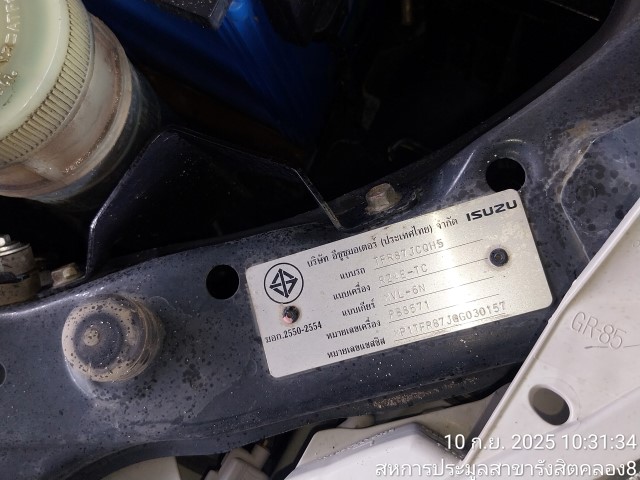 บริษัท อีซูซุมอเตอร์ (ประเทศไทย) จำกัด ISUZU
แบบรถ TFR87JCQH5
แบบเครื่อง RZ4E-TC
แบบเกียร์ MVL-6N
หมายเลขเครื่อง PB8571
หมายเลขแชสซิส
มอก.2550-2554
GR-85
10 ก.ย. 2025 10:31:34
สหการประมูลสาขารังสิตคลอง8